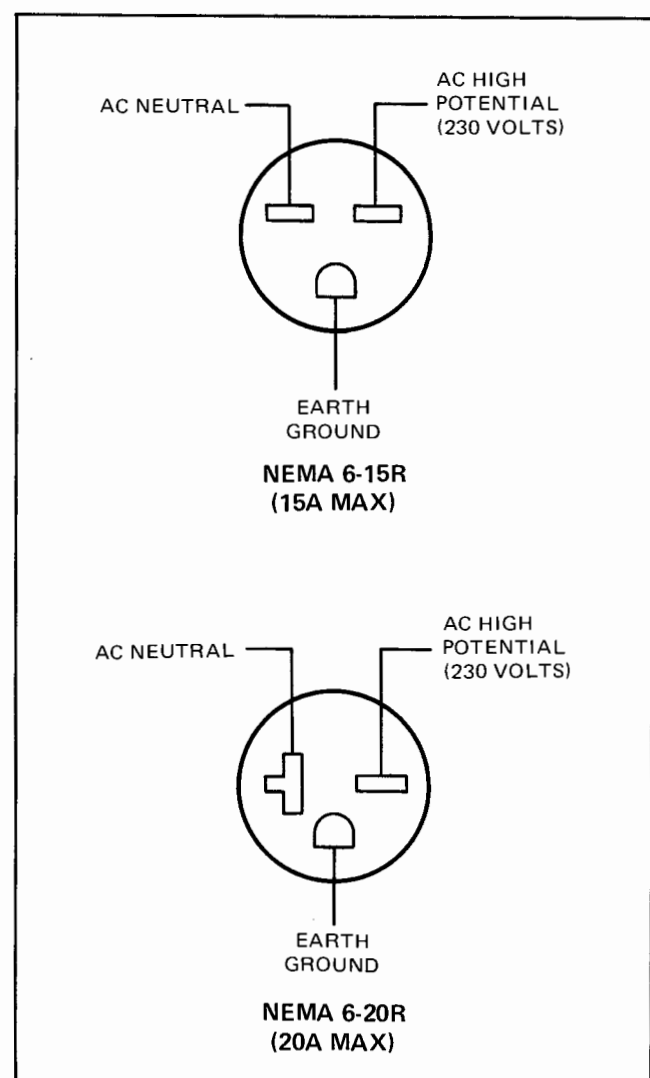 AC NEUTRAL
AC HIGH
POTENTIAL
(230 VOLTS)
EARTH
GROUND
NEMA 6-15R
(15A MAX)
AC NEUTRAL
AC HIGH
POTENTIAL
(230 VOLTS)
EARTH
GROUND
NEMA 6-20R
(20A MAX)